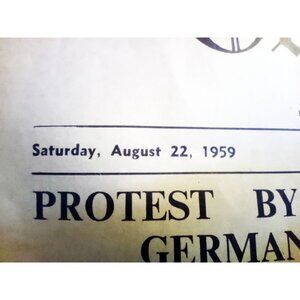 Saturday, August 22, 1959
PROTEST BY
GERMAN